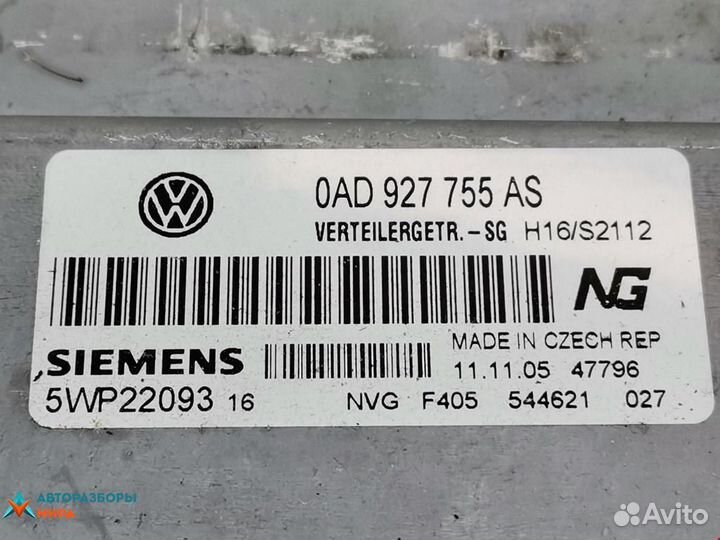 0AD 927 755 AS
VERTEILERGETR.-SG H16/S2112
NG
SIEMENS
MADE IN CZECH REP
11.11.05 47796
5WP22093 16
NVG F405 544621 027
АВТОРАЗБОРЫ
Avito